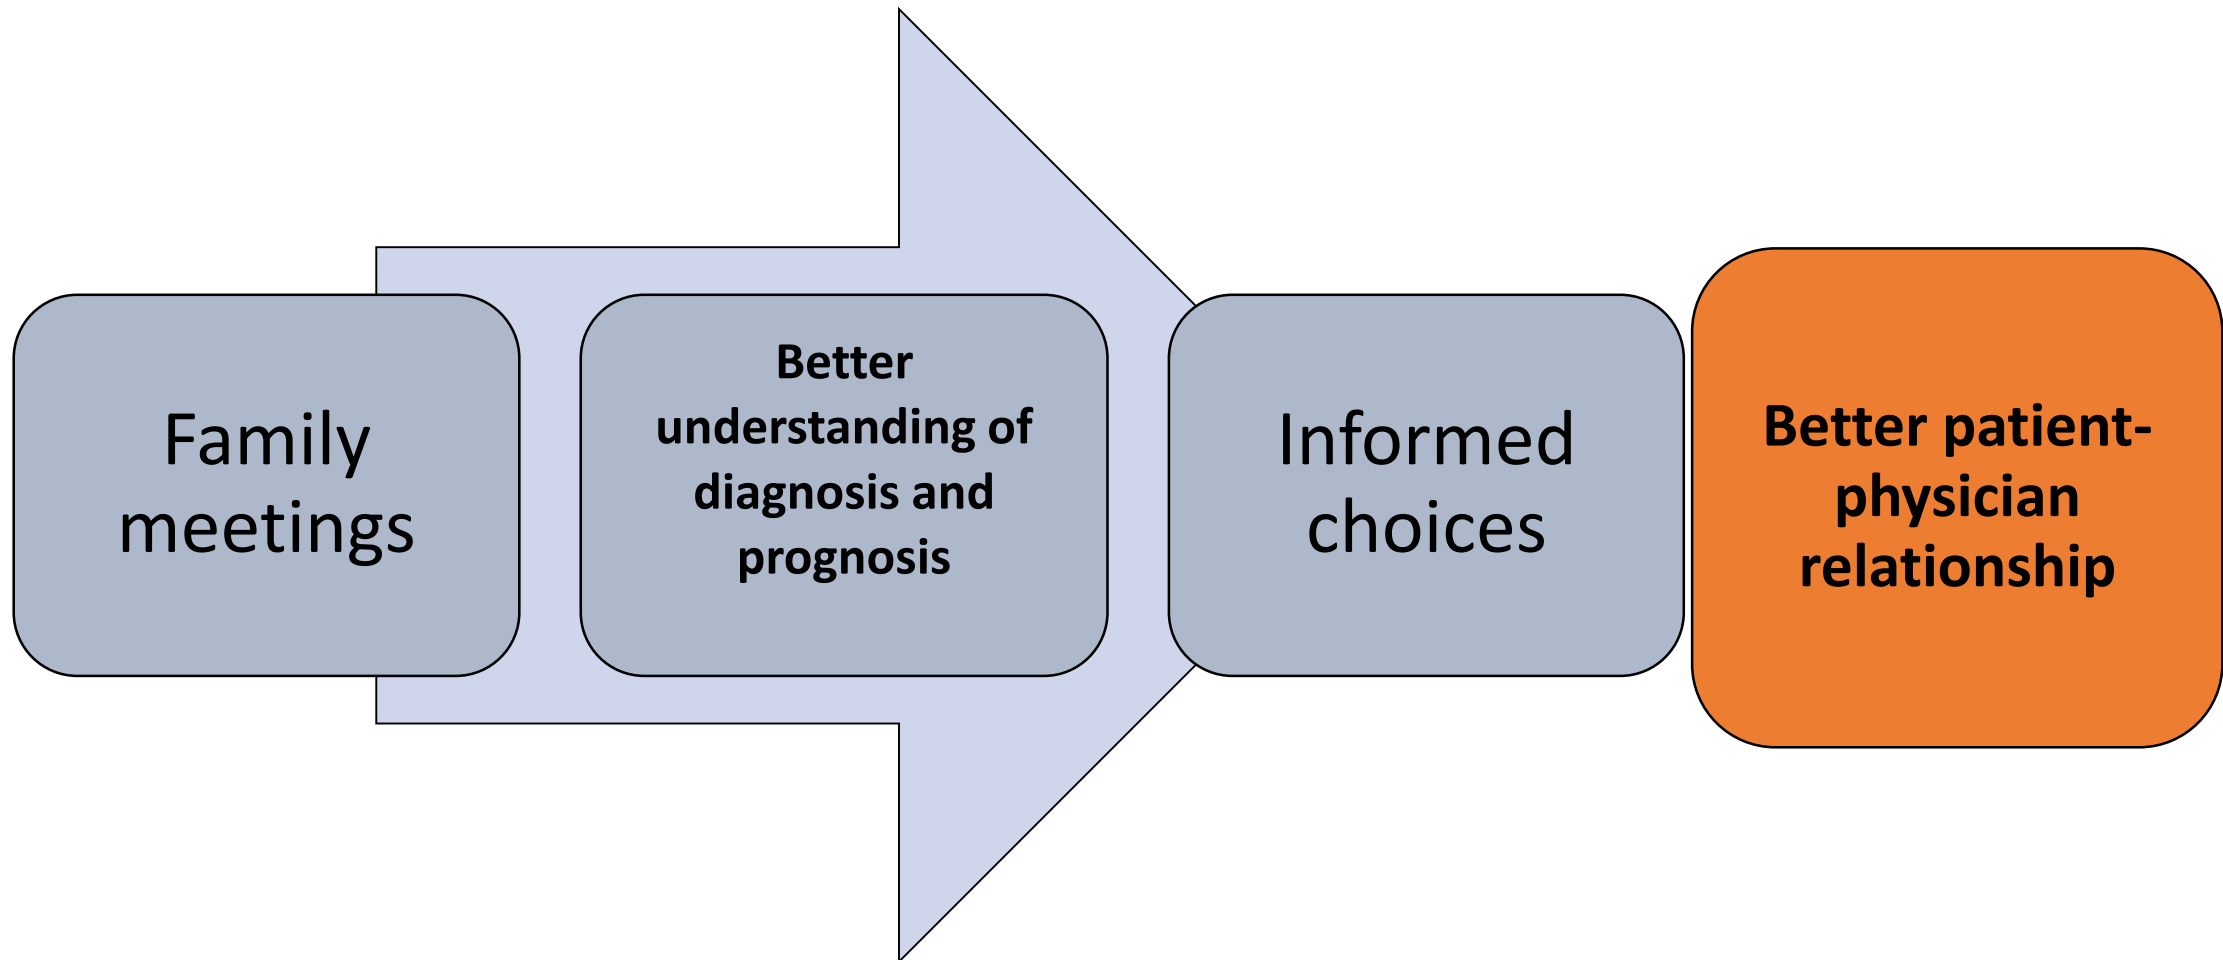 Family
meetings
Better
understanding of
diagnosis and
prognosis
Informed
choices
Better patient-
physician
relationship